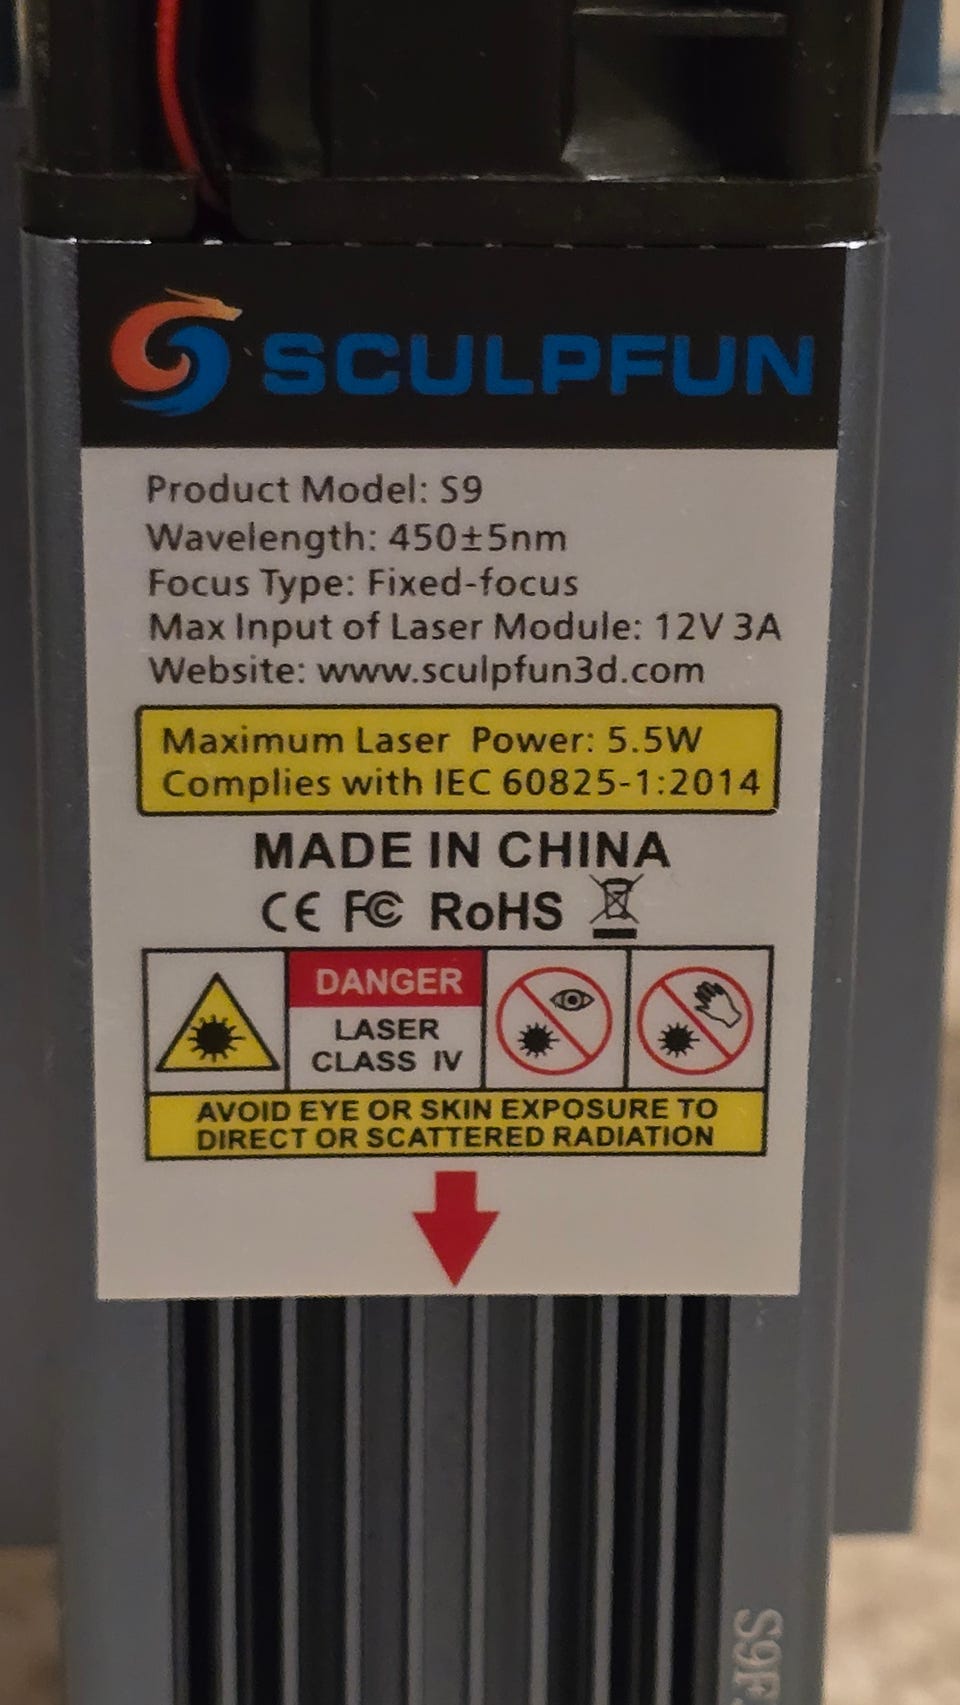 SCULPFUN
Product Model: S9
Wavelength: 450±5nm
Focus Type: Fixed-focus
Max Input of Laser Module: 12V 3A
Website: www.sculpfun3d.com
Maximum Laser Power: 5.5W
Complies with IEC 60825-1:2014
MADE IN CHINA
CE FC RoHS
DANGER
LASER
CLASS IV
AVOID EYE OR SKIN EXPOSURE TO
DIRECT OR SCATTERED RADIATION